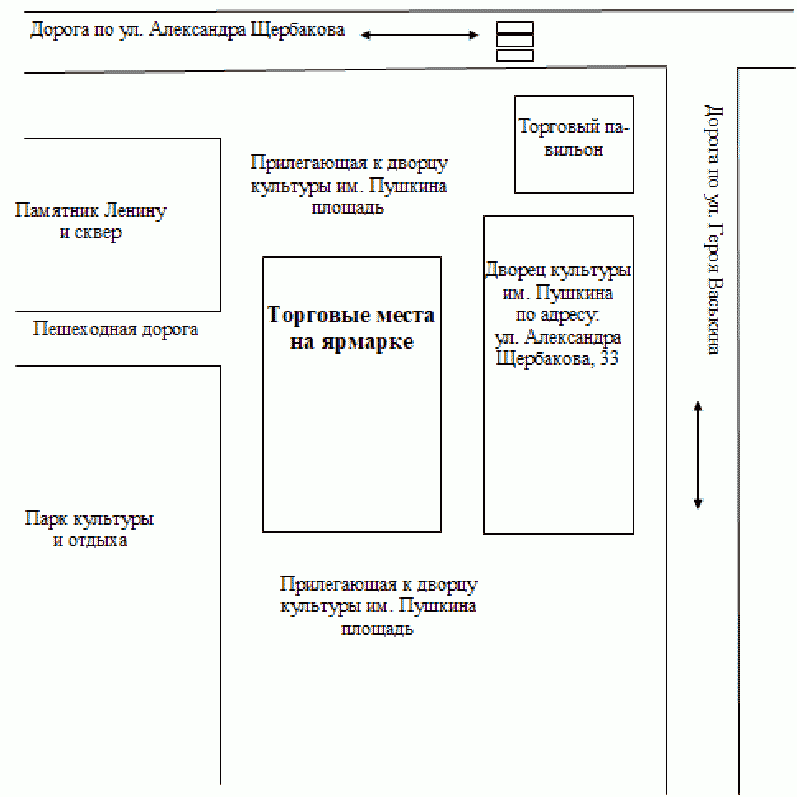 Дорога по ул. Александра Щербакова
Торговый па-
вильон
Дорога по ул. Героя Васькина
Прилегающая к дворцу
культуры им. Пушкина
площадь
Памятник Ленину
и сквер
Дворец культуры
им. Пушкина
по адресу:
ул. Александра
Щербакова, 33
Торговые места
на ярмарке
Пешеходная дорога
Парк культуры
и отдыха
Прилегающая к дворцу
культуры им. Пушкина
площадь